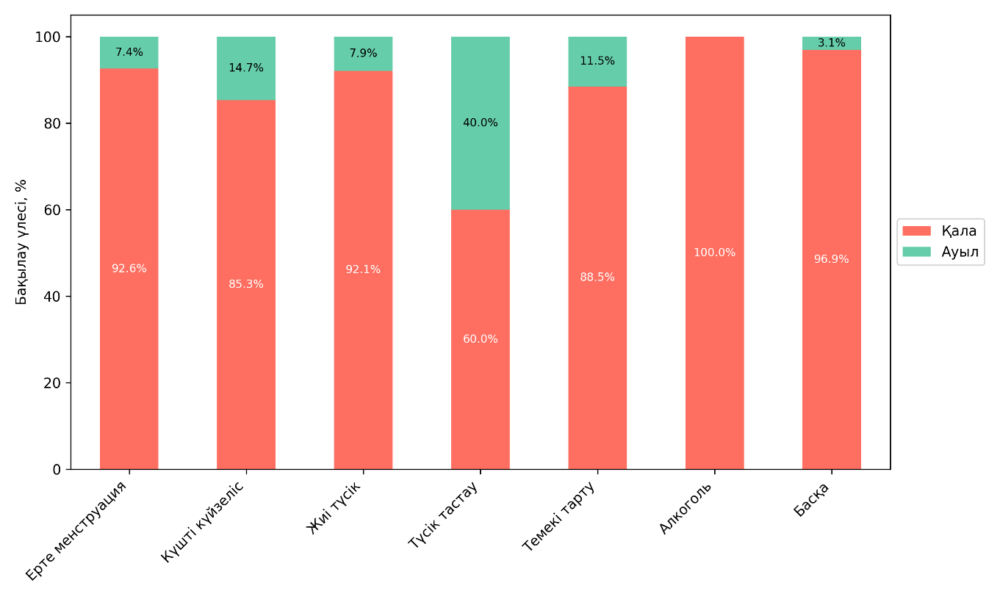 100
80
60
40
20
0
Бақылау үлесі, %
7.4%
14.7%
7.9%
40.0%
11.5%
3.1%
92.6%
85.3%
92.1%
60.0%
88.5%
100.0%
96.9%
Қала
Ауыл
Ерте менструация
Күшті күйзеліс
Жиі түсік
Түсік тастау
Темекі тарту
Алкоголь
Басқа